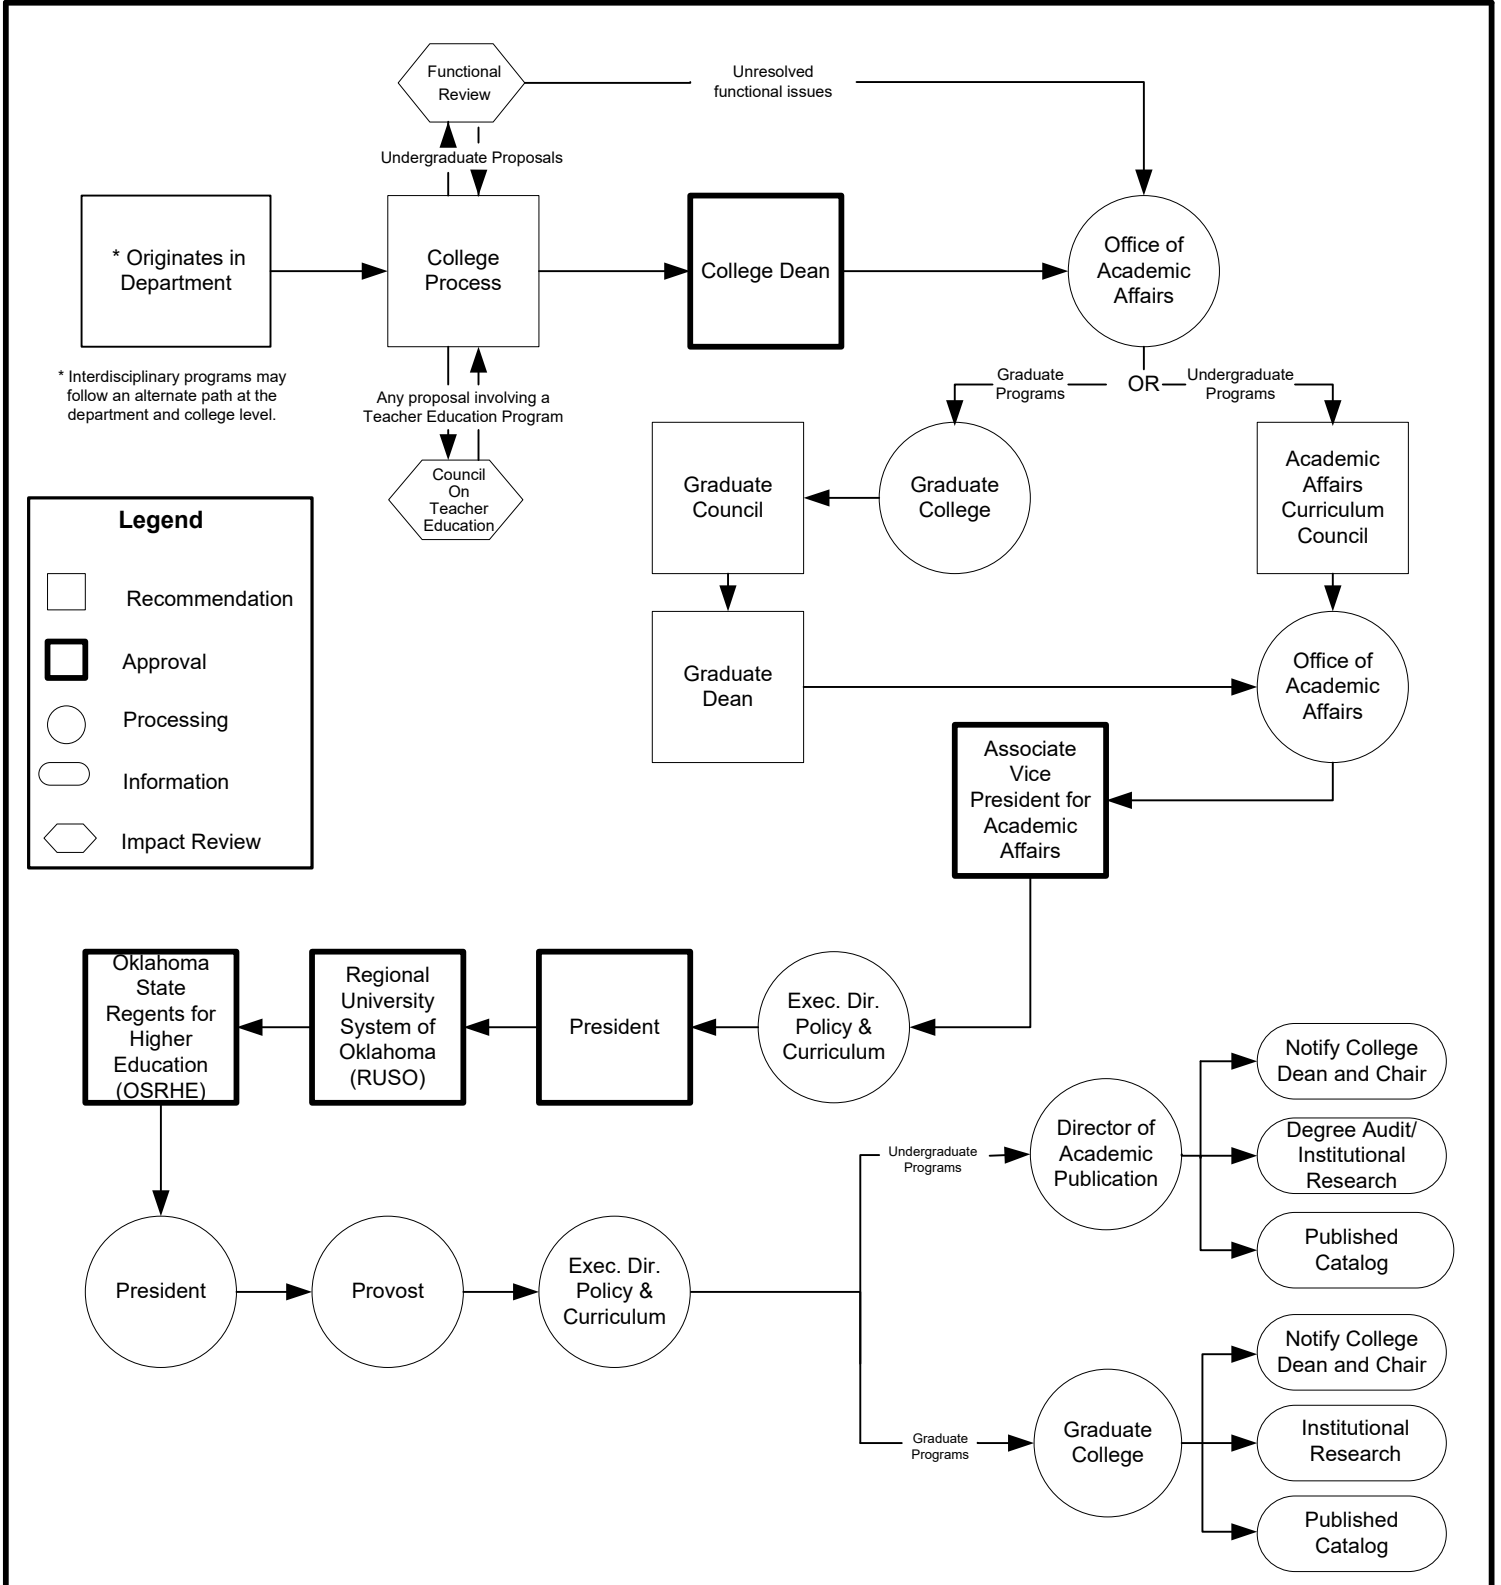 Functional
Review
Unresolved
functional issues
Undergraduate Proposals
* Originates in
Department
College
Process
College Dean
Office of
Academic
Affairs
* Interdisciplinary programs may
follow an alternate path at the
department and college level.
Any proposal involving a
Teacher Education Program
Council
On
Teacher
Education
Graduate
Programs
OR
Undergraduate
Programs
Graduate
Council
Graduate
College
Academic
Affairs
Curriculum
Council
Legend
Recommendation
Approval
Processing
Information
Impact Review
Graduate
Dean
Office of
Academic
Affairs
Associate
Vice
President for
Academic
Affairs
Oklahoma
State
Regents for
Higher
Education
(OSRHE)
Regional
University
System of
Oklahoma
(RUSO)
President
Exec. Dir.
Policy &
Curriculum
President
Provost
Exec. Dir.
Policy &
Curriculum
Undergraduate
Programs
Director of
Academic
Publication
Notify College
Dean and Chair
Degree Audit/
Institutional
Research
Published
Catalog
Graduate
Programs
Graduate
College
Notify College
Dean and Chair
Institutional
Research
Published
Catalog